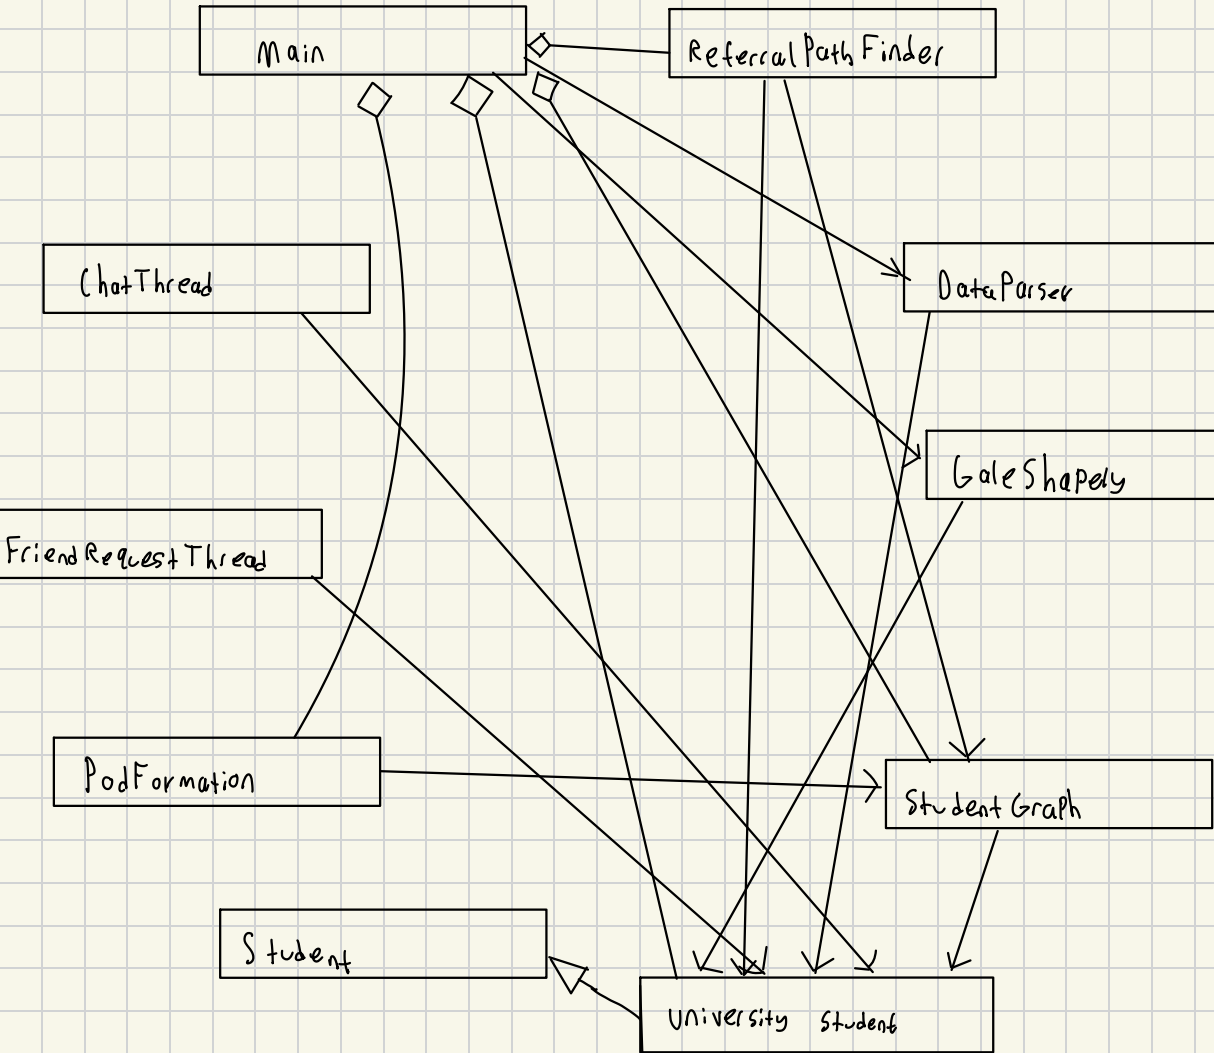 Main
ReferralPathFinder
ChatThread
DataParser
GaleShapely
FriendRequestThread
PodFormation
StudentGraph
Student
University Student